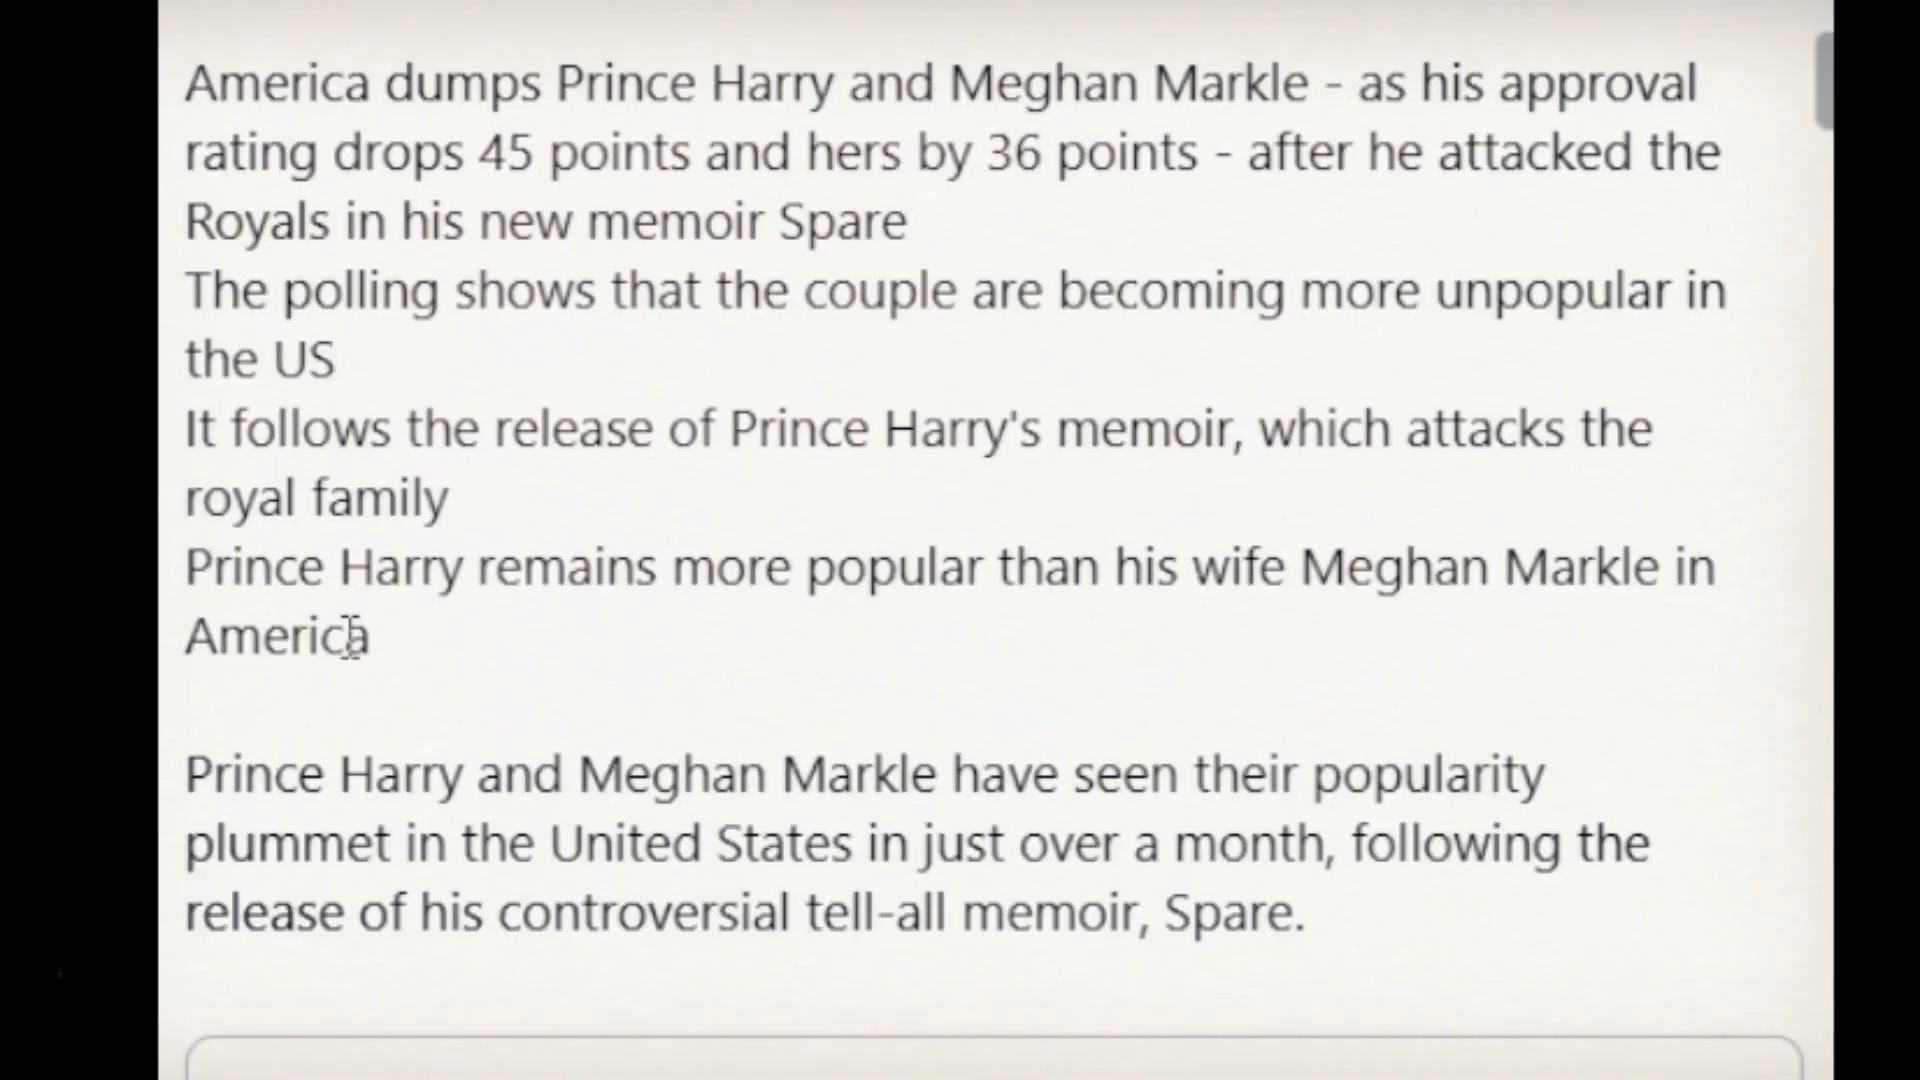 America dumps Prince Harry and Meghan Markle - as his approval
rating drops 45 points and hers by 36 points - after he attacked the
Royals in his new memoir Spare
The polling shows that the couple are becoming more unpopular in
the US
It follows the release of Prince Harry's memoir, which attacks the
royal family
Prince Harry remains more popular than his wife Meghan Markle in
America
Prince Harry and Meghan Markle have seen their popularity
plummet in the United States in just over a month, following the
release of his controversial tell-all memoir, Spare.